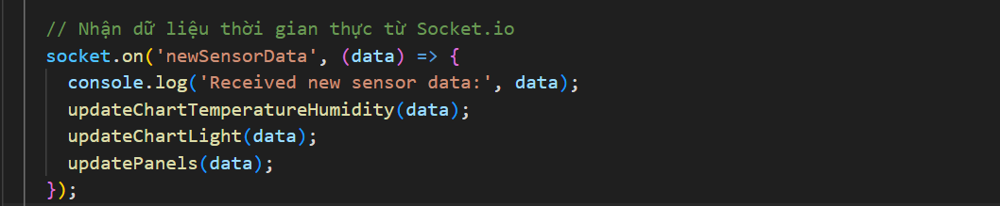 // Nhận dữ liệu thời gian thực từ Socket.io
socket.on('newSensorData', (data) => {
  console.log('Received new sensor data:', data);
  updateChartTemperatureHumidity(data);
  updateChartLight(data);
  updatePanels(data);
});